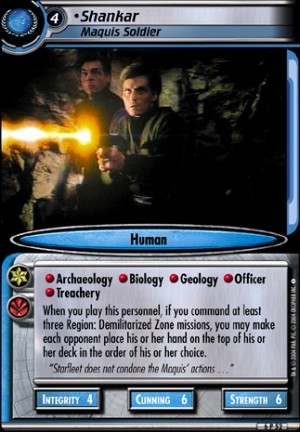 4
•Shankar
Maquis Soldier
Human
Archaeology Biology Geology Officer
Treachery
When you play this personnel, if you command at least
three Region: Demilitarized Zone missions, you may make
each opponent place his or her hand on the top of his or
her deck in the order of his or her choice.
"Starfleet does not condone the Maquis' actions ..."
Integrity 4 Cunning 6 Strength 6